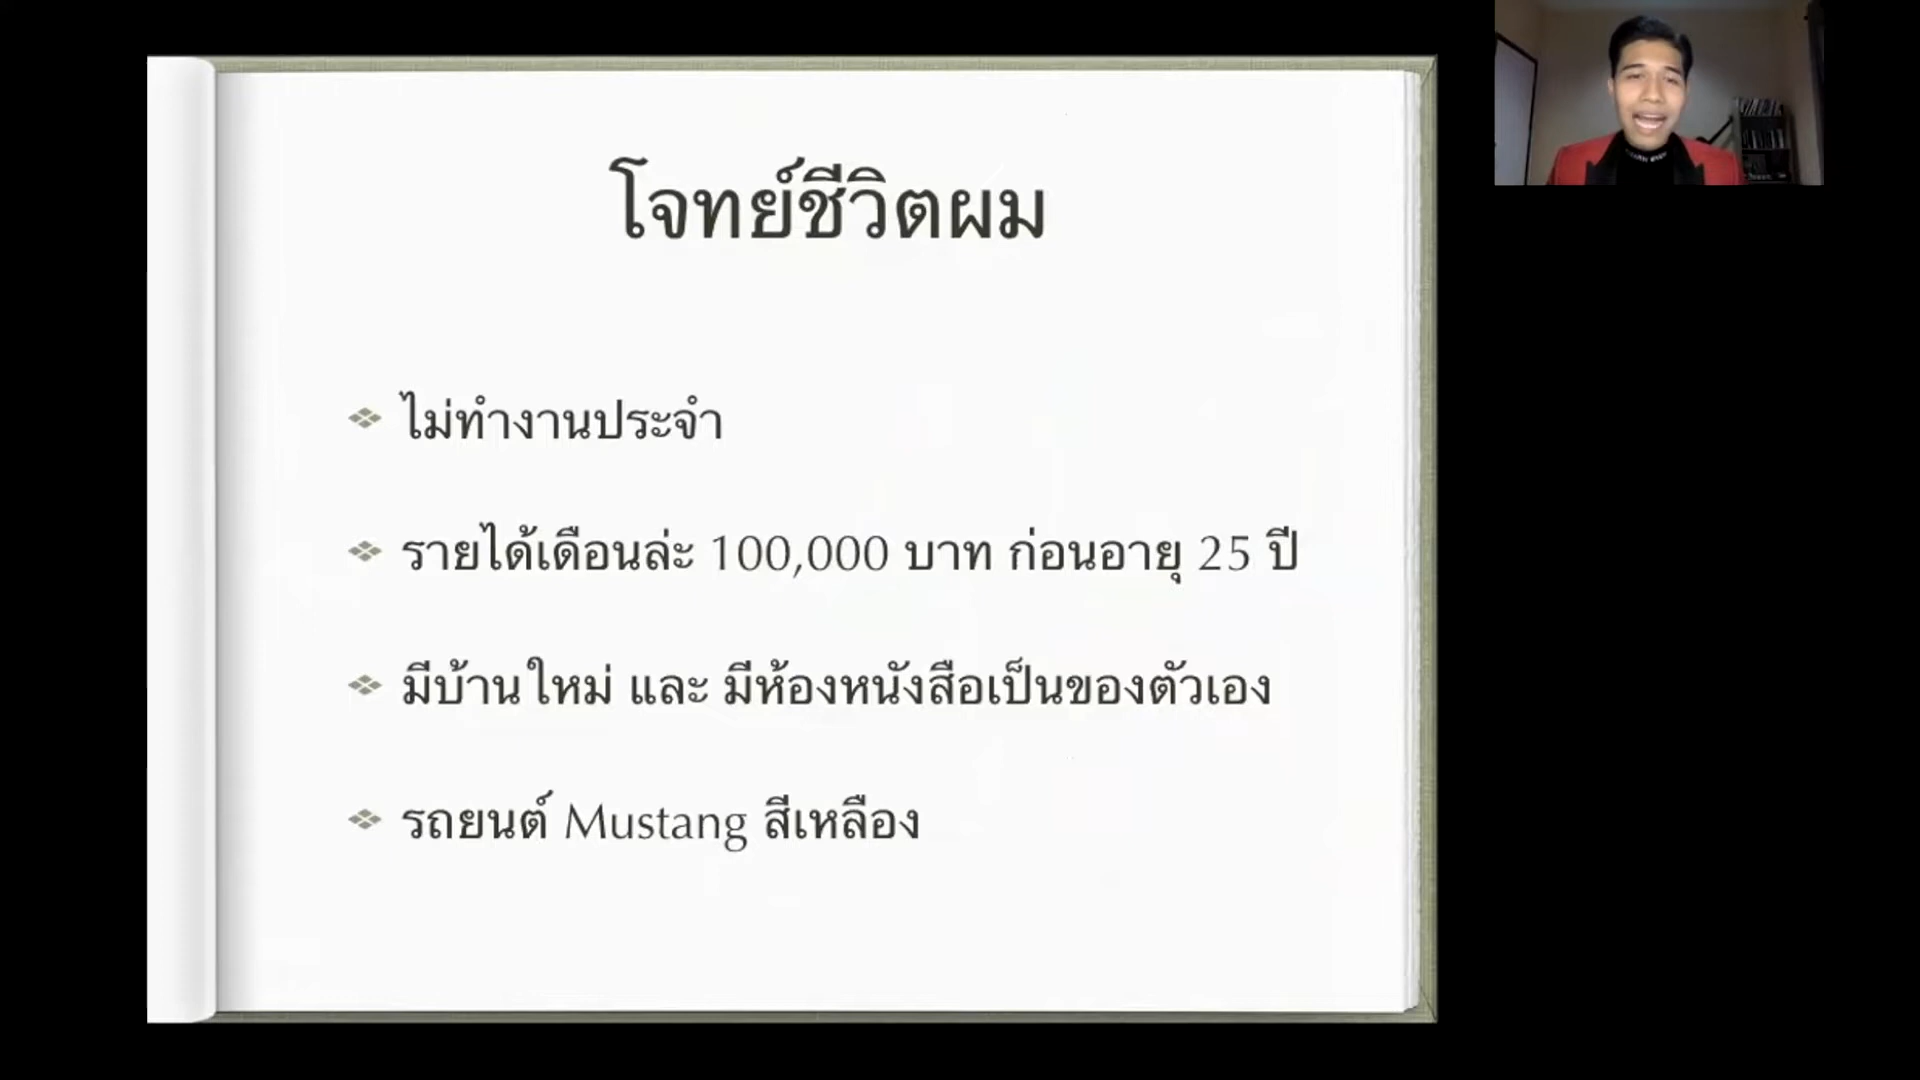 โจทย์ชีวิตผม
ไม่ทำงานประจำ
รายได้เดือนล่ะ 100,000 บาท ก่อนอายุ 25 ปี
มีบ้านใหม่ และ มีห้องหนังสือเป็นของตัวเอง
รถยนต์ Mustang สีเหลือง